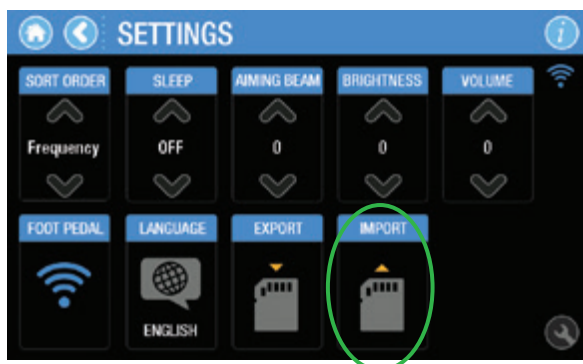 SETTINGS
SORT ORDER SLEEP AIMING BEAM BRIGHTNESS VOLUME
Frequency OFF 0 0 0
FOOT PEDAL LANGUAGE EXPORT IMPORT
ENGLISH